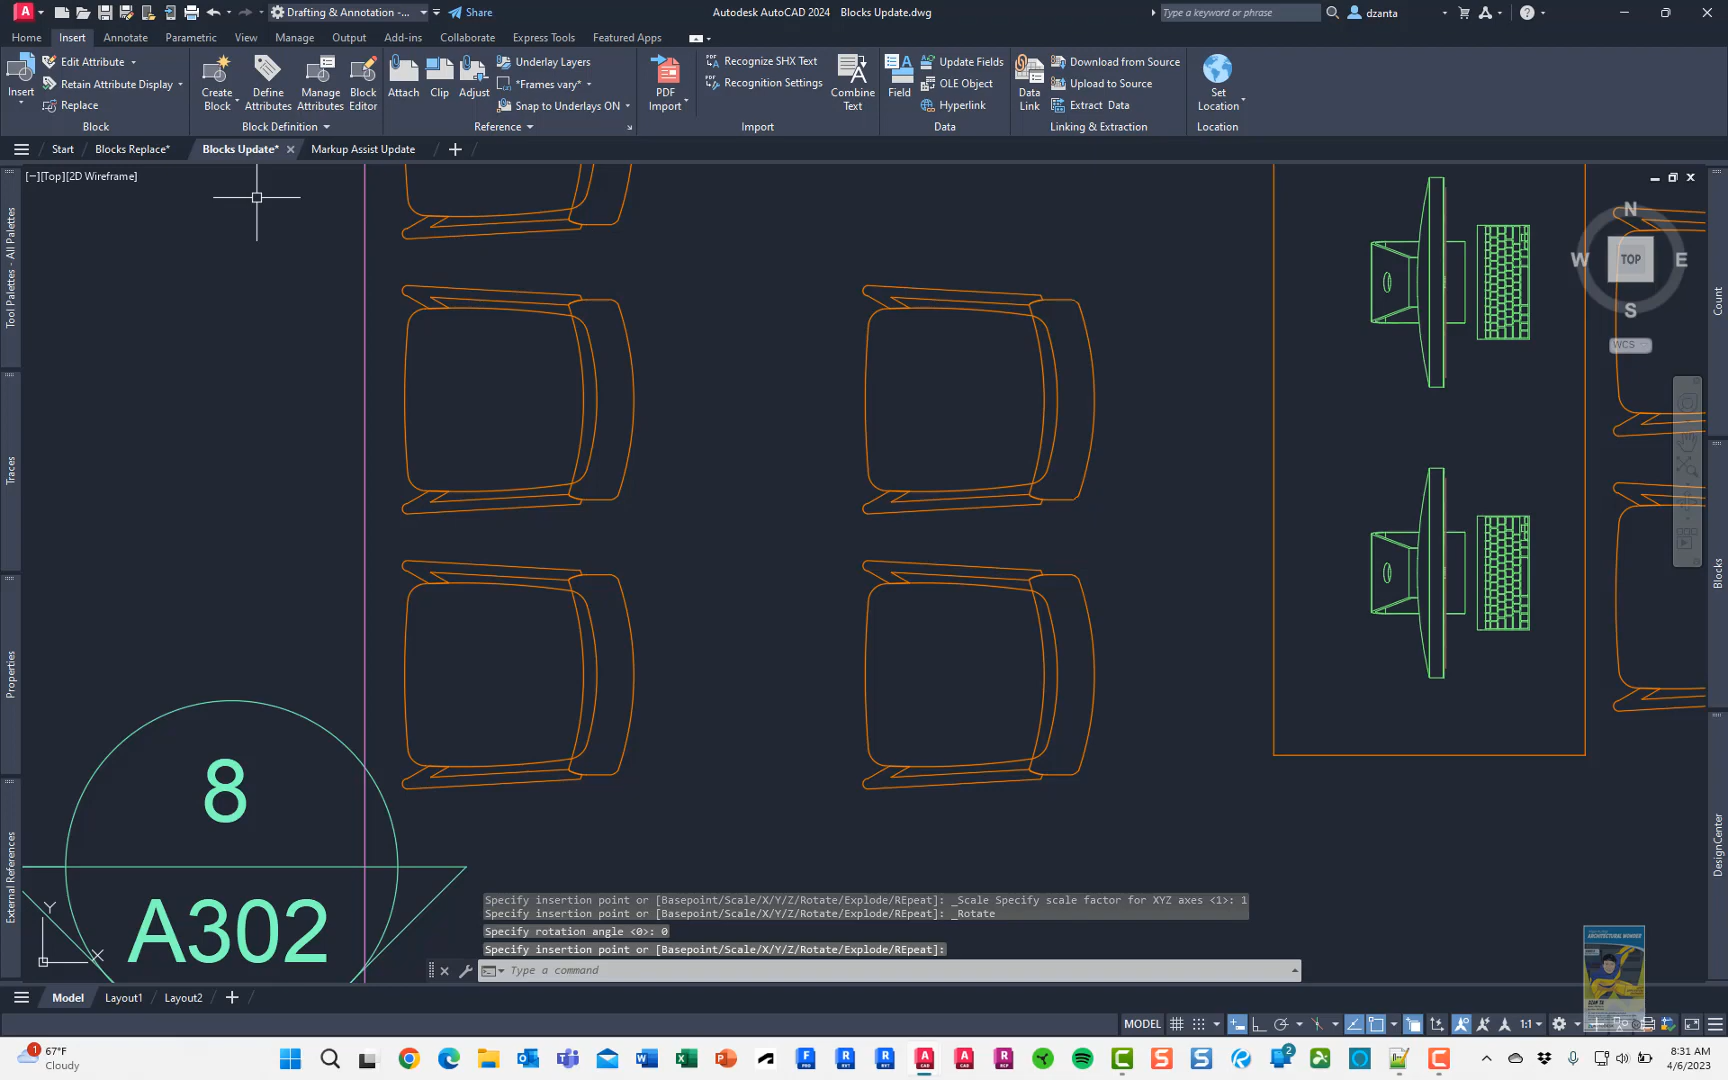 Drafting & Annotation -...
Share
Autodesk AutoCAD 2024 Blocks Update.dwg
Type a keyword or phrase
dzanta
Home Insert Annotate Parametric View Manage Output Add-ins Collaborate Express Tools Featured Apps
Insert
Edit Attribute
Retain Attribute Display
Replace
Block
Create Block
Define Attributes
Manage Attributes
Block Editor
Block Definition
Attach
Clip
Adjust
Underlay Layers
*Frames vary*
Snap to Underlays ON
Reference
PDF Import
Recognize SHX Text
Recognition Settings
Combine Text
Import
Field
Update Fields
OLE Object
Hyperlink
Data
Data Link
Download from Source
Upload to Source
Extract Data
Linking & Extraction
Set Location
Location
Start
Blocks Replace*
Blocks Update*
Markup Assist Update
[−][Top][2D Wireframe]
N
W
TOP
E
S
WCS
Tool Palettes - All Palettes
Traces
Properties
External References
Count
Blocks
DesignCenter
8
A302
Y
X
Specify insertion point or [Basepoint/Scale/X/Y/Z/Rotate/Explode/REpeat]: _Scale Specify scale factor for XYZ axes <1>: 1
Specify insertion point or [Basepoint/Scale/X/Y/Z/Rotate/Explode/REpeat]: _Rotate
Specify rotation angle <0>: 0
Specify insertion point or [Basepoint/Scale/X/Y/Z/Rotate/Explode/REpeat]:
Type a command
Model Layout1 Layout2
MODEL
1:1
1
67°F
Cloudy
2
8:31 AM
4/6/2023